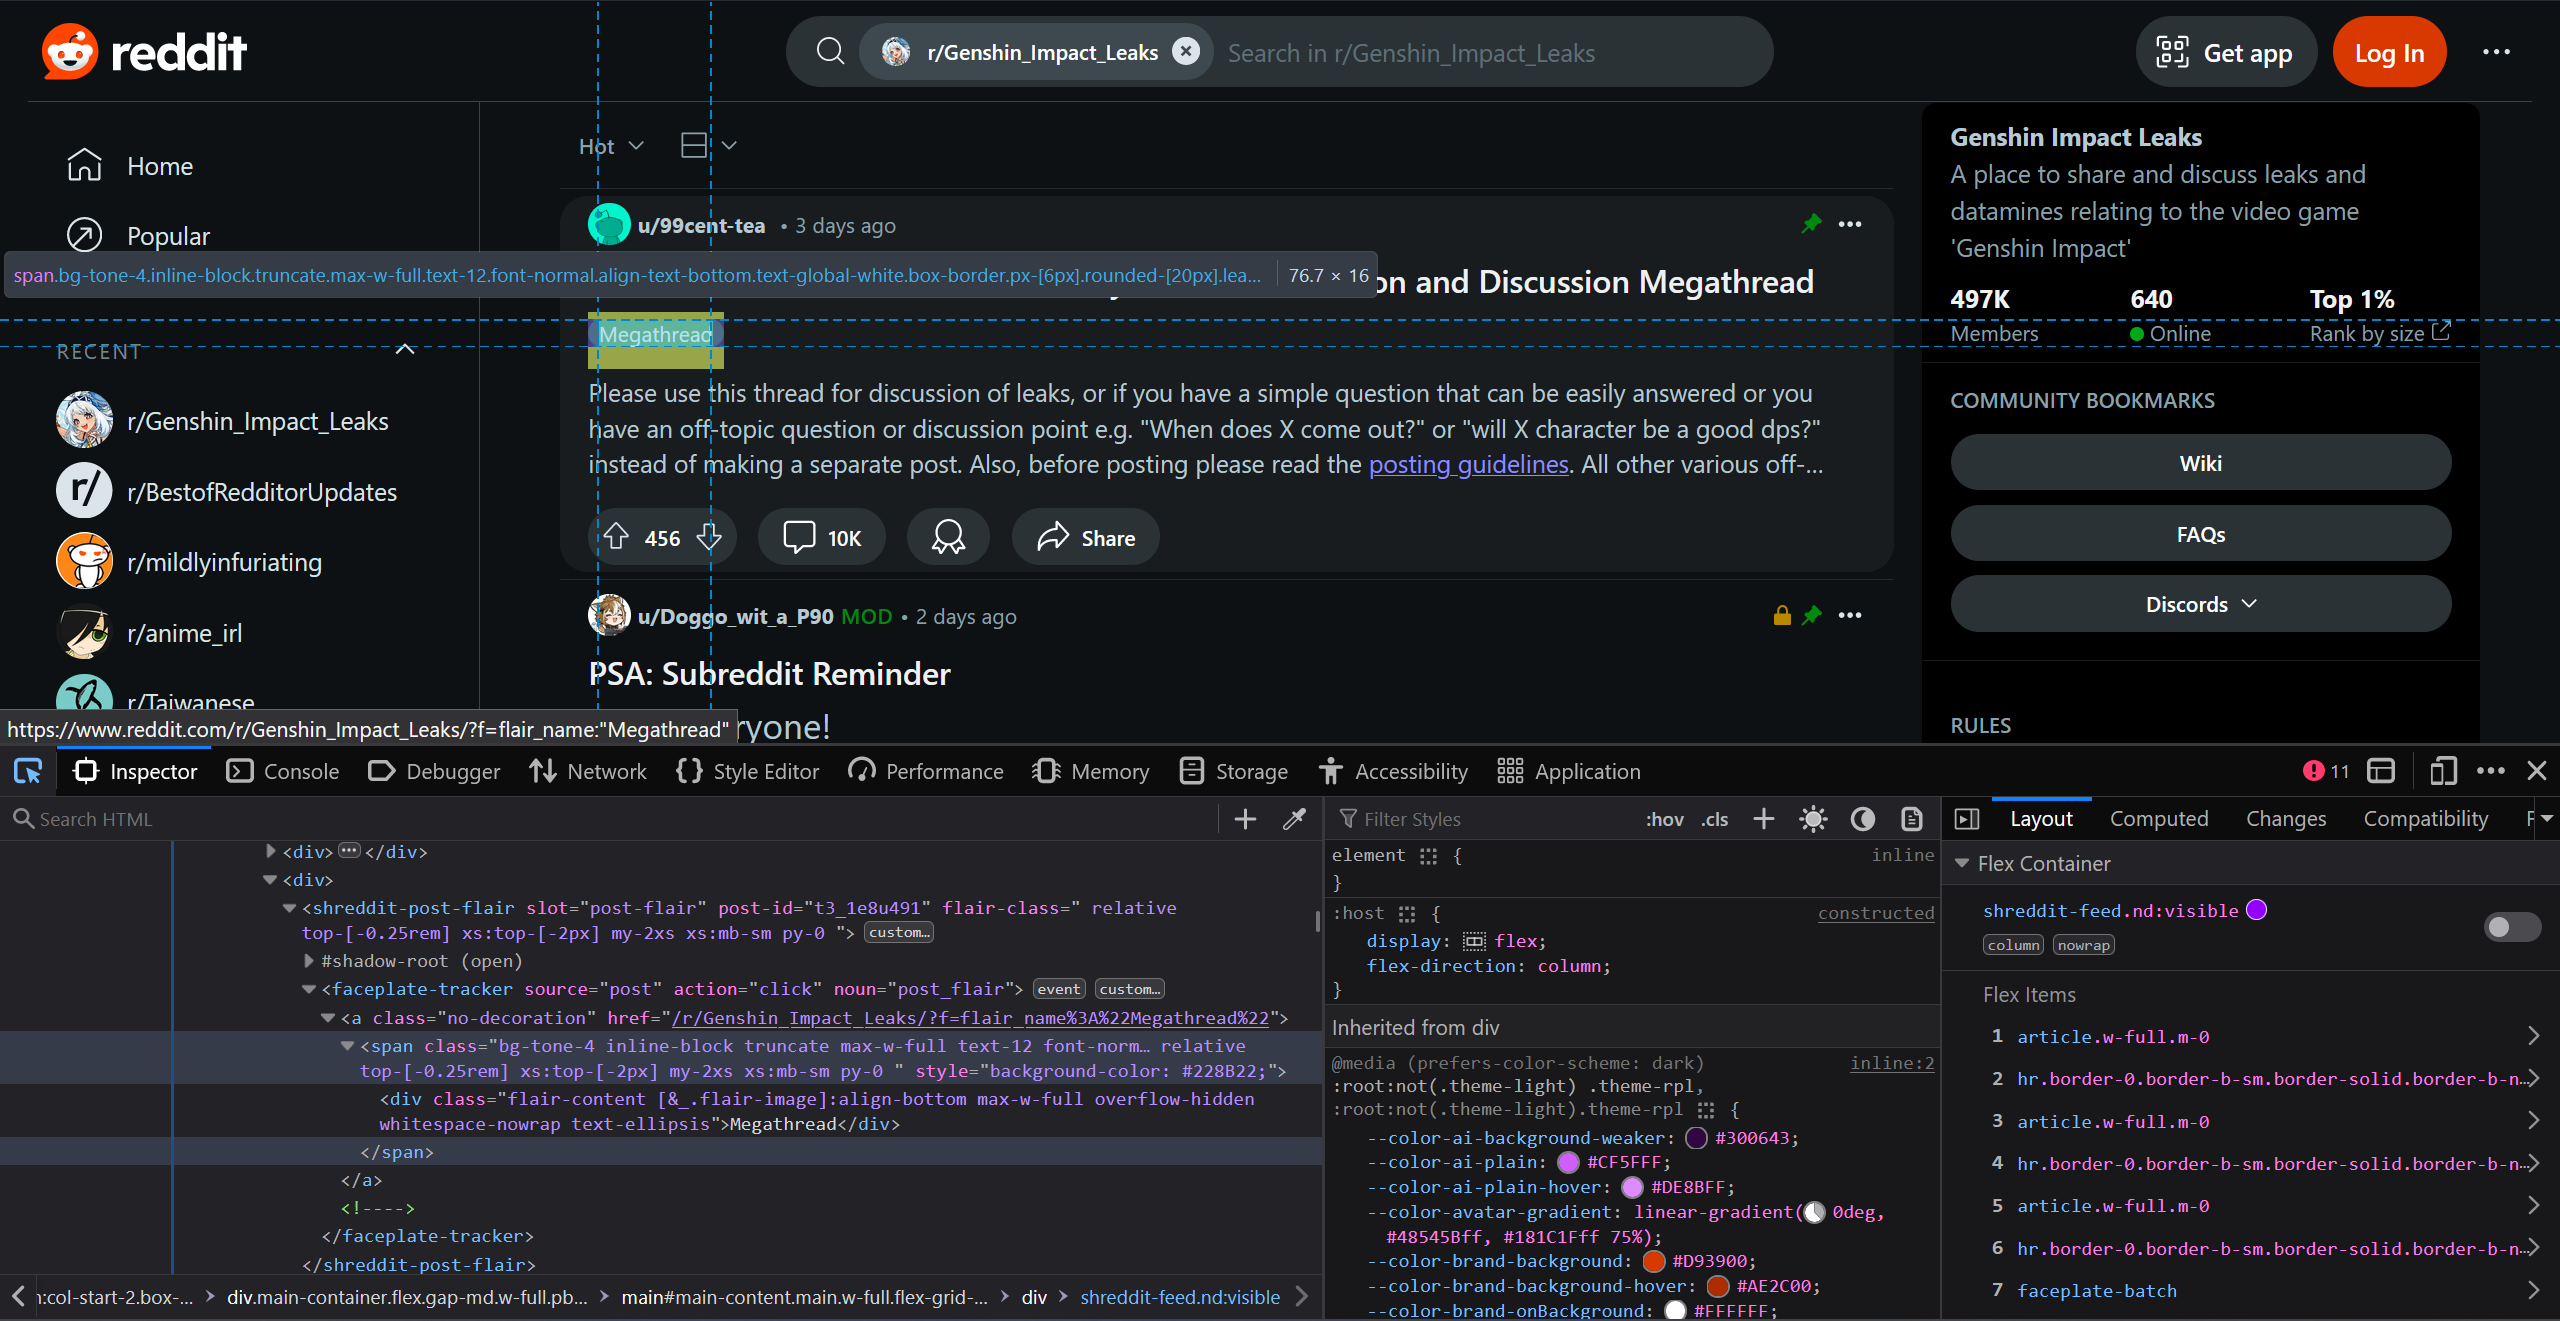 reddit
r/Genshin_Impact_Leaks
Search in r/Genshin_Impact_Leaks
Get app
Log In
Home
Popular
RECENT
r/Genshin_Impact_Leaks
r/BestofRedditorUpdates
r/mildlyinfuriating
r/anime_irl
r/Taiwanese
https://www.reddit.com/r/Genshin_Impact_Leaks/?f=flair_name:"Megathread"
Hot
u/99cent-tea • 3 days ago
span.bg-tone-4.inline-block.truncate.max-w-full.text-12.font-normal.align-text-bottom.text-global-white.box-border.px-[6px].rounded-[20px].lea... 76.7 × 16
on and Discussion Megathread
Megathread
Please use this thread for discussion of leaks, or if you have a simple question that can be easily answered or you
have an off-topic question or discussion point e.g. "When does X come out?" or "will X character be a good dps?"
instead of making a separate post. Also, before posting please read the posting guidelines. All other various off-...
456
10K
Share
u/Doggo_wit_a_P90 MOD • 2 days ago
PSA: Subreddit Reminder
ryone!
Genshin Impact Leaks
A place to share and discuss leaks and
datamines relating to the video game
'Genshin Impact'
497K 640 Top 1%
Members Online Rank by size
COMMUNITY BOOKMARKS
Wiki
FAQs
Discords
RULES
Inspector Console Debugger Network Style Editor Performance Memory Storage Accessibility Application 11
Search HTML
<div> ••• </div>
<div>
<shreddit-post-flair slot="post-flair" post-id="t3_1e8u491" flair-class=" relative
top-[-0.25rem] xs:top-[-2px] my-2xs xs:mb-sm py-0 "> custom…
#shadow-root (open)
<faceplate-tracker source="post" action="click" noun="post_flair"> event custom…
<a class="no-decoration" href="/r/Genshin_Impact_Leaks/?f=flair_name%3A%22Megathread%22">
<span class="bg-tone-4 inline-block truncate max-w-full text-12 font-norm… relative
top-[-0.25rem] xs:top-[-2px] my-2xs xs:mb-sm py-0 " style="background-color: #228B22;">
<div class="flair-content [&_.flair-image]:align-bottom max-w-full overflow-hidden
whitespace-nowrap text-ellipsis">Megathread</div>
</span>
</a>
<!---->
</faceplate-tracker>
</shreddit-post-flair>
n:col-start-2.box-... div.main-container.flex.gap-md.w-full.pb... main#main-content.main.w-full.flex-grid-... div shreddit-feed.nd:visible
Filter Styles :hov .cls
element { inline
}
:host { constructed
display: flex;
flex-direction: column;
}
Inherited from div
@media (prefers-color-scheme: dark) inline:2
:root:not(.theme-light) .theme-rpl,
:root:not(.theme-light).theme-rpl {
--color-ai-background-weaker: #300643;
--color-ai-plain: #CF5FFF;
--color-ai-plain-hover: #DE8BFF;
--color-avatar-gradient: linear-gradient( 0deg,
#48545Bff, #181C1Fff 75%);
--color-brand-background: #D93900;
--color-brand-background-hover: #AE2C00;
--color-brand-onBackground: #FFFFFF;
Layout Computed Changes Compatibility
Flex Container
shreddit-feed.nd:visible
column nowrap
Flex Items
1 article.w-full.m-0
2 hr.border-0.border-b-sm.border-solid.border-b-n…
3 article.w-full.m-0
4 hr.border-0.border-b-sm.border-solid.border-b-n…
5 article.w-full.m-0
6 hr.border-0.border-b-sm.border-solid.border-b-n…
7 faceplate-batch